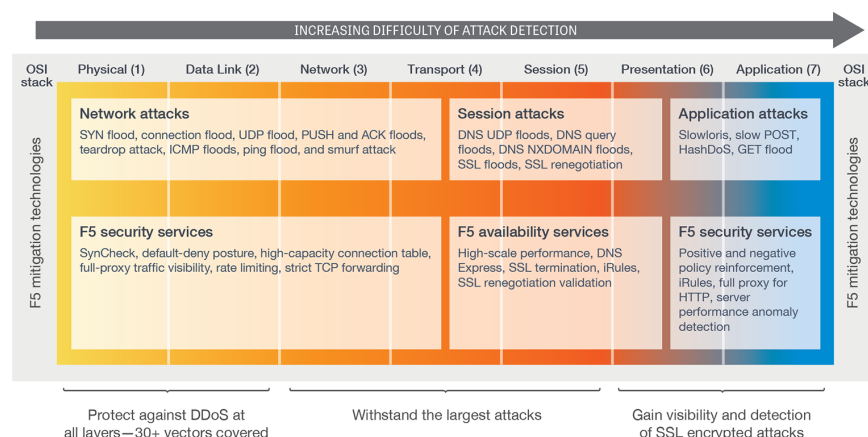 INCREASING DIFFICULTY OF ATTACK DETECTION
OSI
stack
Physical (1)
Data Link (2)
Network (3)
Transport (4)
Session (5)
Presentation (6)
Application (7)
OSI
stack
F5 mitigation technologies
Network attacks
SYN flood, connection flood, UDP flood, PUSH and ACK floods,
teardrop attack, ICMP floods, ping flood, and smurf attack
Session attacks
DNS UDP floods, DNS query
floods, DNS NXDOMAIN floods,
SSL floods, SSL renegotiation
Application attacks
Slowloris, slow POST,
HashDoS, GET flood
F5 security services
SynCheck, default-deny posture, high-capacity connection table,
full-proxy traffic visibility, rate limiting, strict TCP forwarding
F5 availability services
High-scale performance, DNS
Express, SSL termination, iRules,
SSL renegotiation validation
F5 security services
Positive and negative
policy reinforcement,
iRules, full proxy for
HTTP, server
performance anomaly
detection
F5 mitigation technologies
Protect against DDoS at
all layers—30+ vectors covered
Withstand the largest attacks
Gain visibility and detection
of SSL encrypted attacks